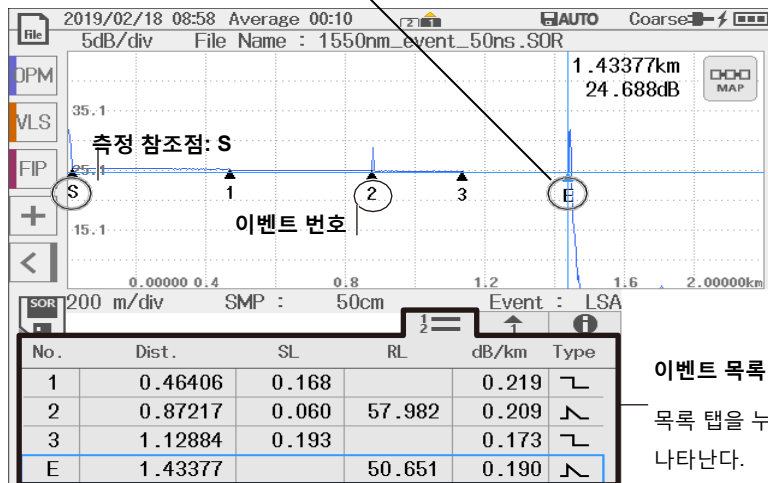 File
2019/02/18 08:58 Average 00:10
2
AUTO
Coarse
5dB/div File Name : 1550nm_event_50ns.SOR
OPM
VLS
FIP
1.43377km
24.688dB
MAP
35.1
측정 참조점: S
25.1
S
1
2
3
E
이벤트 번호
15.1
0.00000 0.4 0.8 1.2 1.6 2.00000km
SOR
200 m/div SMP : 50cm Event : LSA
No. Dist. SL RL dB/km Type
1 0.46406 0.168 0.219
2 0.87217 0.060 57.982 0.209
3 1.12884 0.193 0.173
E 1.43377 50.651 0.190
이벤트 목록
목록 탭을 누
나타난다.